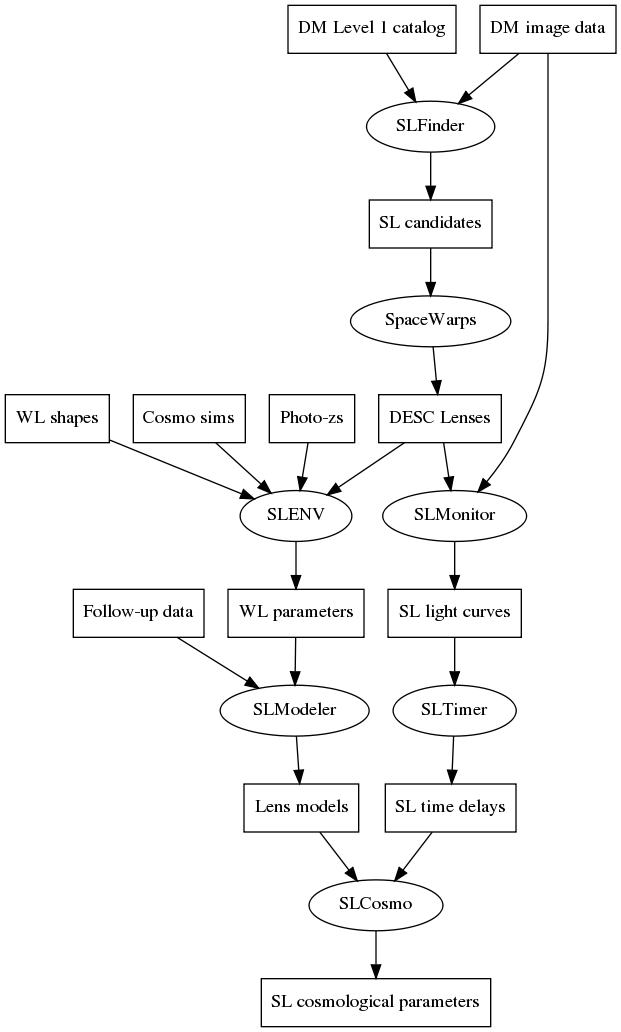 DM Level 1 catalog
DM image data
SLFinder
SL candidates
SpaceWarps
WL shapes
Cosmo sims
Photo-zs
DESC Lenses
SLENV
SLMonitor
Follow-up data
WL parameters
SL light curves
SLModeler
SLTimer
Lens models
SL time delays
SLCosmo
SL cosmological parameters